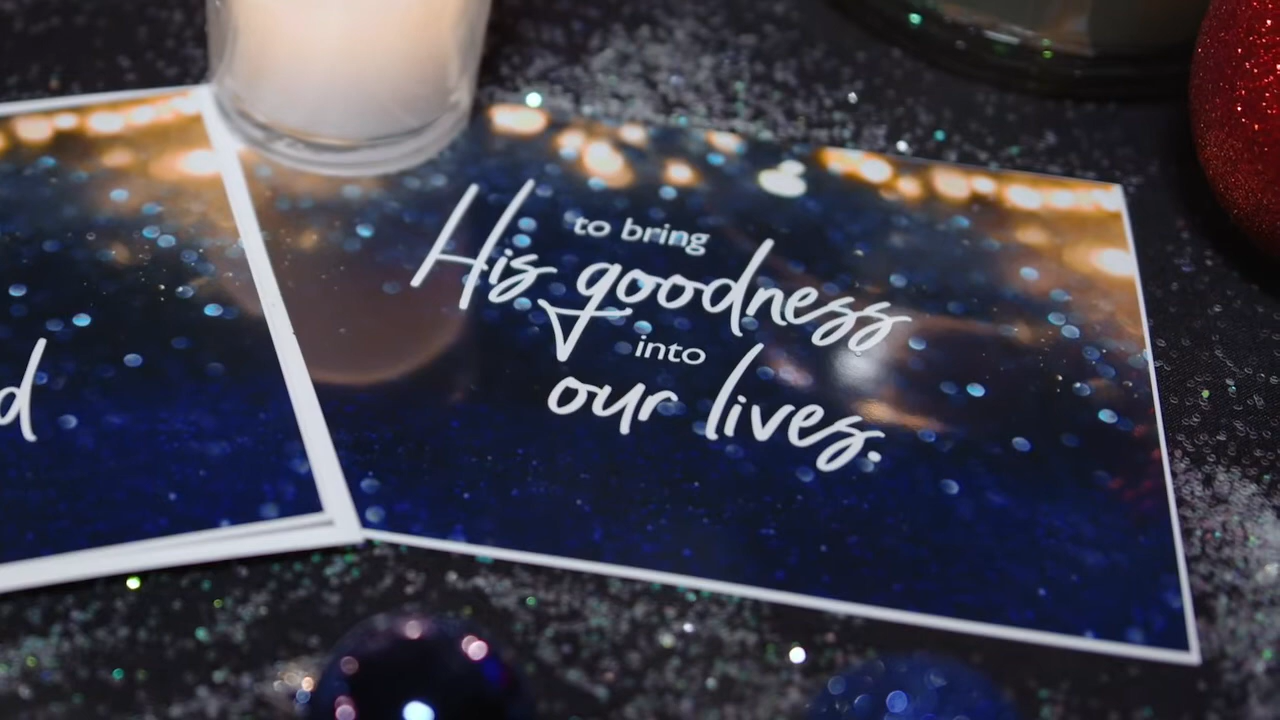 to bring
His goodness
into
our lives.
d